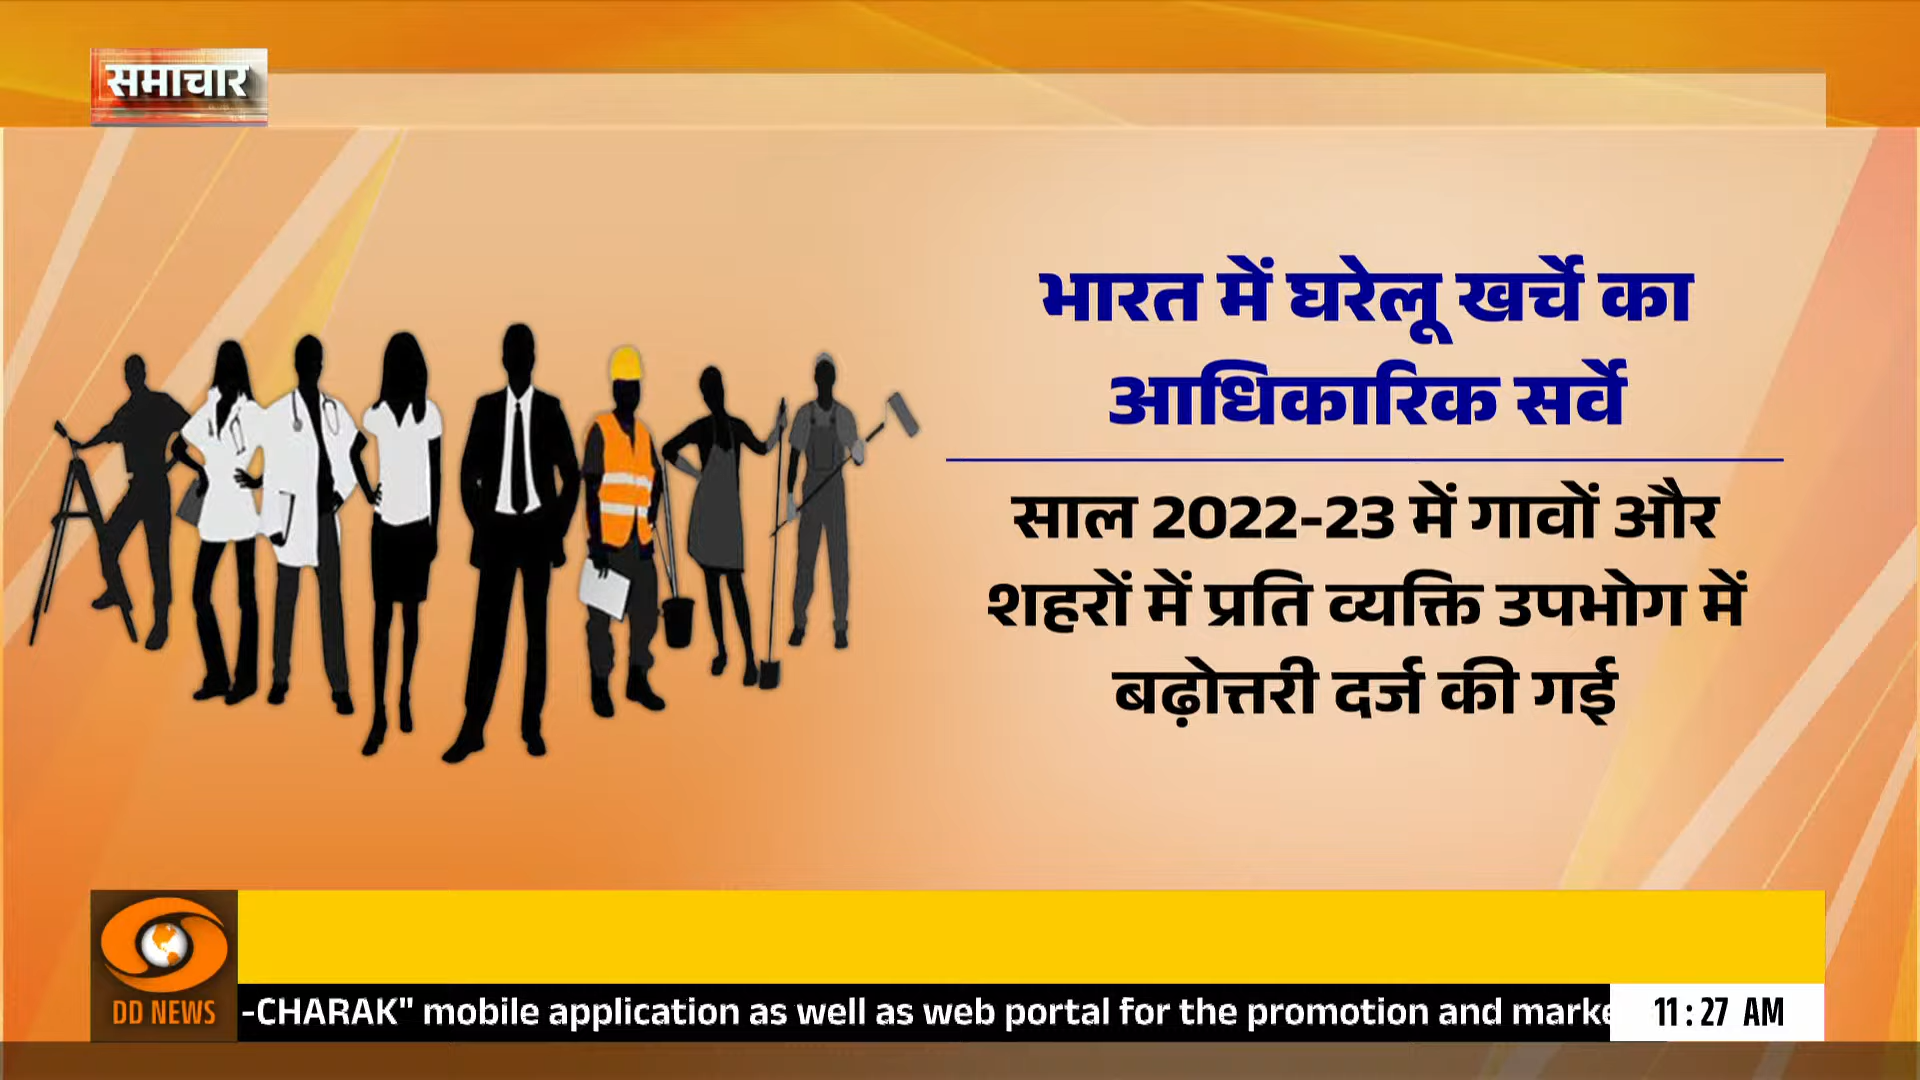 समाचार
भारत में घरेलू खर्चे का
आधिकारिक सर्वे
साल 2022-23 में गावों और
शहरों में प्रति व्यक्ति उपभोग में
बढ़ोत्तरी दर्ज की गई
DD NEWS
-CHARAK" mobile application as well as web portal for the promotion and marke
11:27 AM